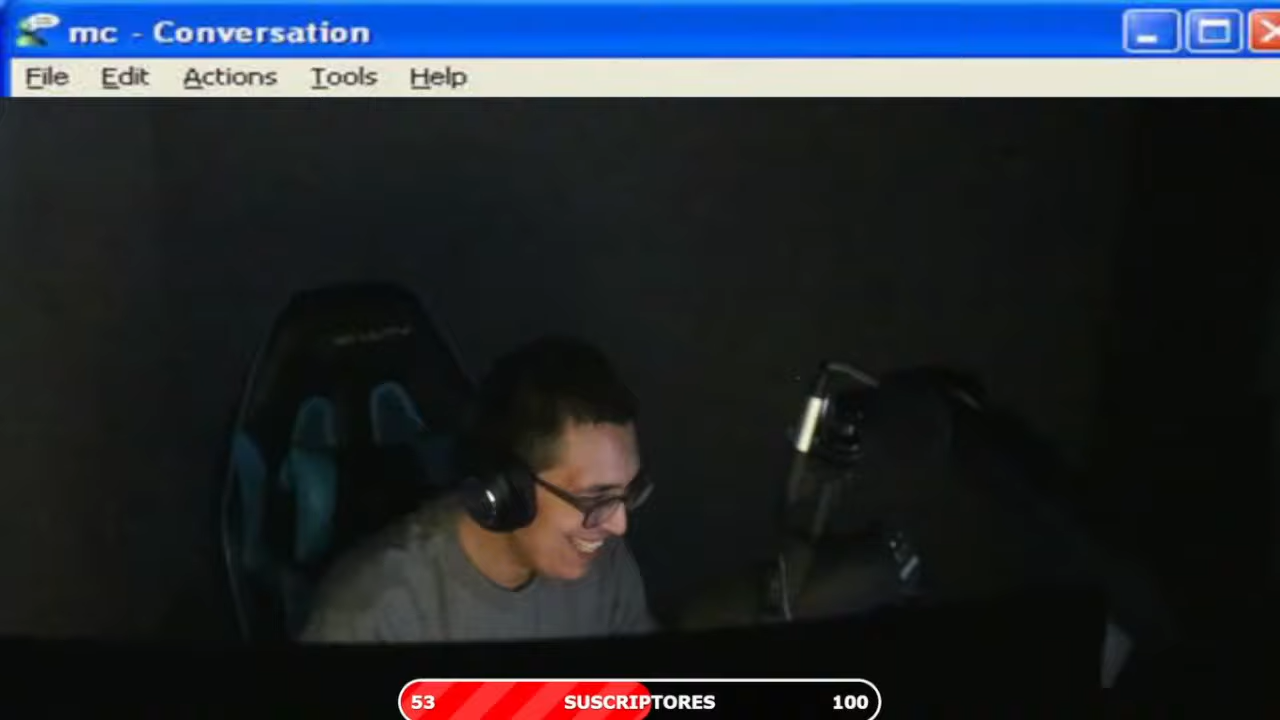 mc - Conversation
File Edit Actions Tools Help
53 SUSCRIPTORES 100